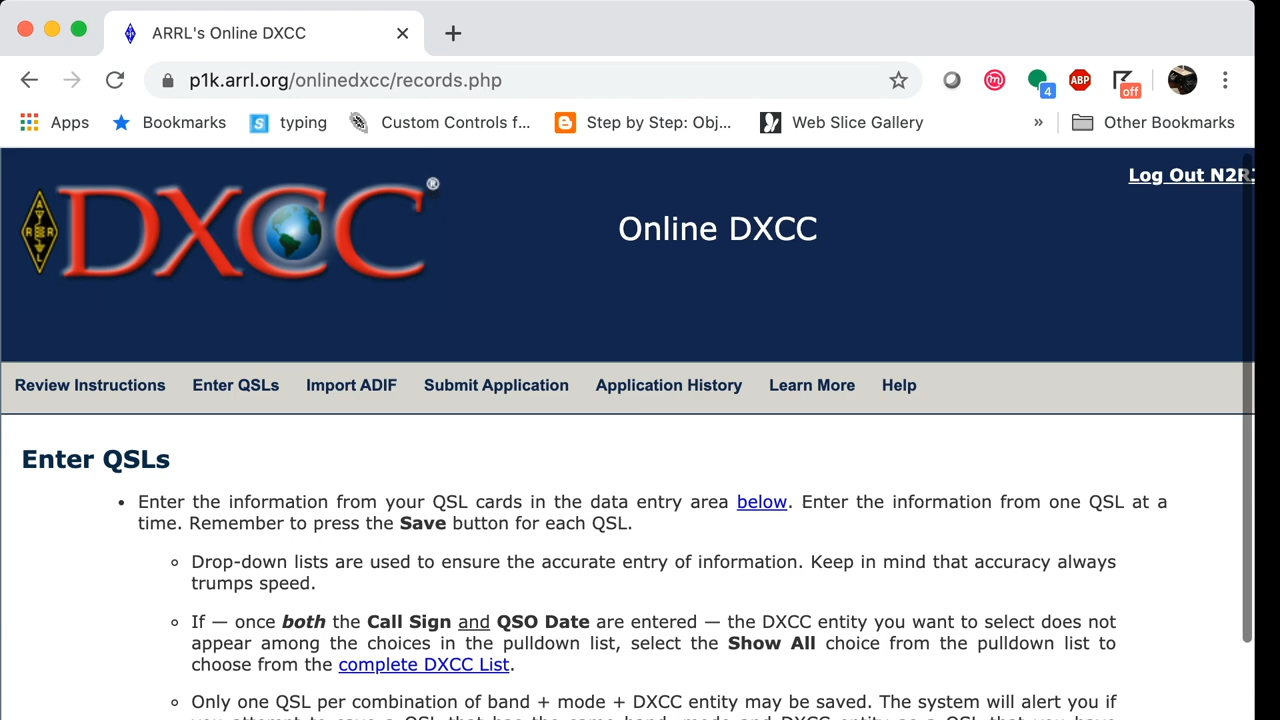 ARRL's Online DXCC
p1k.arrl.org/onlinedxcc/records.php
4
ABP
off
Apps
Bookmarks
S
typing
Custom Controls f...
Step by Step: Obj...
Web Slice Gallery
»
Other Bookmarks
Log Out
A
R R
L
DXCC®
Online DXCC
Review Instructions
Enter QSLs
Import ADIF
Submit Application
Application History
Learn More
Help
Enter QSLs
• Enter the information from your QSL cards in the data entry area below. Enter the information from one QSL at a
time. Remember to press the Save button for each QSL.
Drop-down lists are used to ensure the accurate entry of information. Keep in mind that accuracy always
trumps speed.
If — once both the Call Sign and QSO Date are entered — the DXCC entity you want to select does not
appear among the choices in the pulldown list, select the Show All choice from the pulldown list to
choose from the complete DXCC List.
Only one QSL per combination of band + mode + DXCC entity may be saved. The system will alert you if